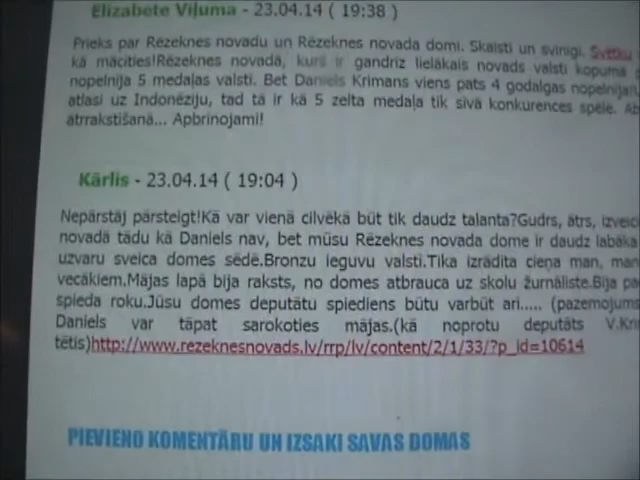 Elizabete Viļuma - 23.04.14 ( 19:38 )
Prieks par Rēzeknes novadu un Rēzeknes novada domi. Skaisti un svinīgi. Svētku
kā mācīties!Rēzeknes novadā, kurš ir gandrīz lielākais novads valstī kopumā
nopelnīja 5 medaļas valstī. Bet Daniels Krimans viens pats 4 godalgas nopelnīja
atlasi uz Indonēziju, tad tā ir kā 5 zelta medaļa tik sīvā konkurences spēlē.
atrrakstīšanā... Apbrīnojami!
Kārlis - 23.04.14 ( 19:04 )
Nepārstāj pārsteigt!Kā var vienā cilvēkā būt tik daudz talanta?Gudrs, ātrs,
novadā tādu kā Daniels nav, bet mūsu Rēzeknes novada dome ir daudz labāka
uzvaru sveica domes sēdē.Bronzu ieguvu valstī.Tika izrādīta cieņa man,
vecākiem.Mājas lapā bija raksts, no domes atbrauca uz skolu žurnāliste.Bija
spieda roku.Jūsu domes deputātu spiediens būtu varbūt arī..... (pazemojums
Daniels var tāpat sarokoties mājās.(kā noprotu deputāts V.
tētis)http://www.rezeknesnovads.lv/rrp/lv/content/2/1/33/?p_id=10614
PIEVIENO KOMENTĀRU UN IZSAKI SAVAS DOMAS